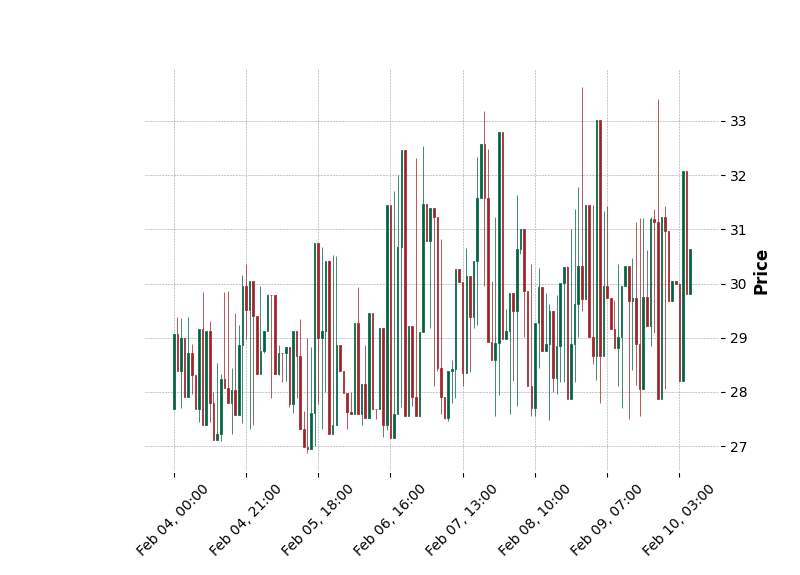 33
32
31
30
29
28
27
Price
Feb 04, 00:00
Feb 04, 21:00
Feb 05, 18:00
Feb 06, 16:00
Feb 07, 13:00
Feb 08, 10:00
Feb 09, 07:00
Feb 10, 03:00